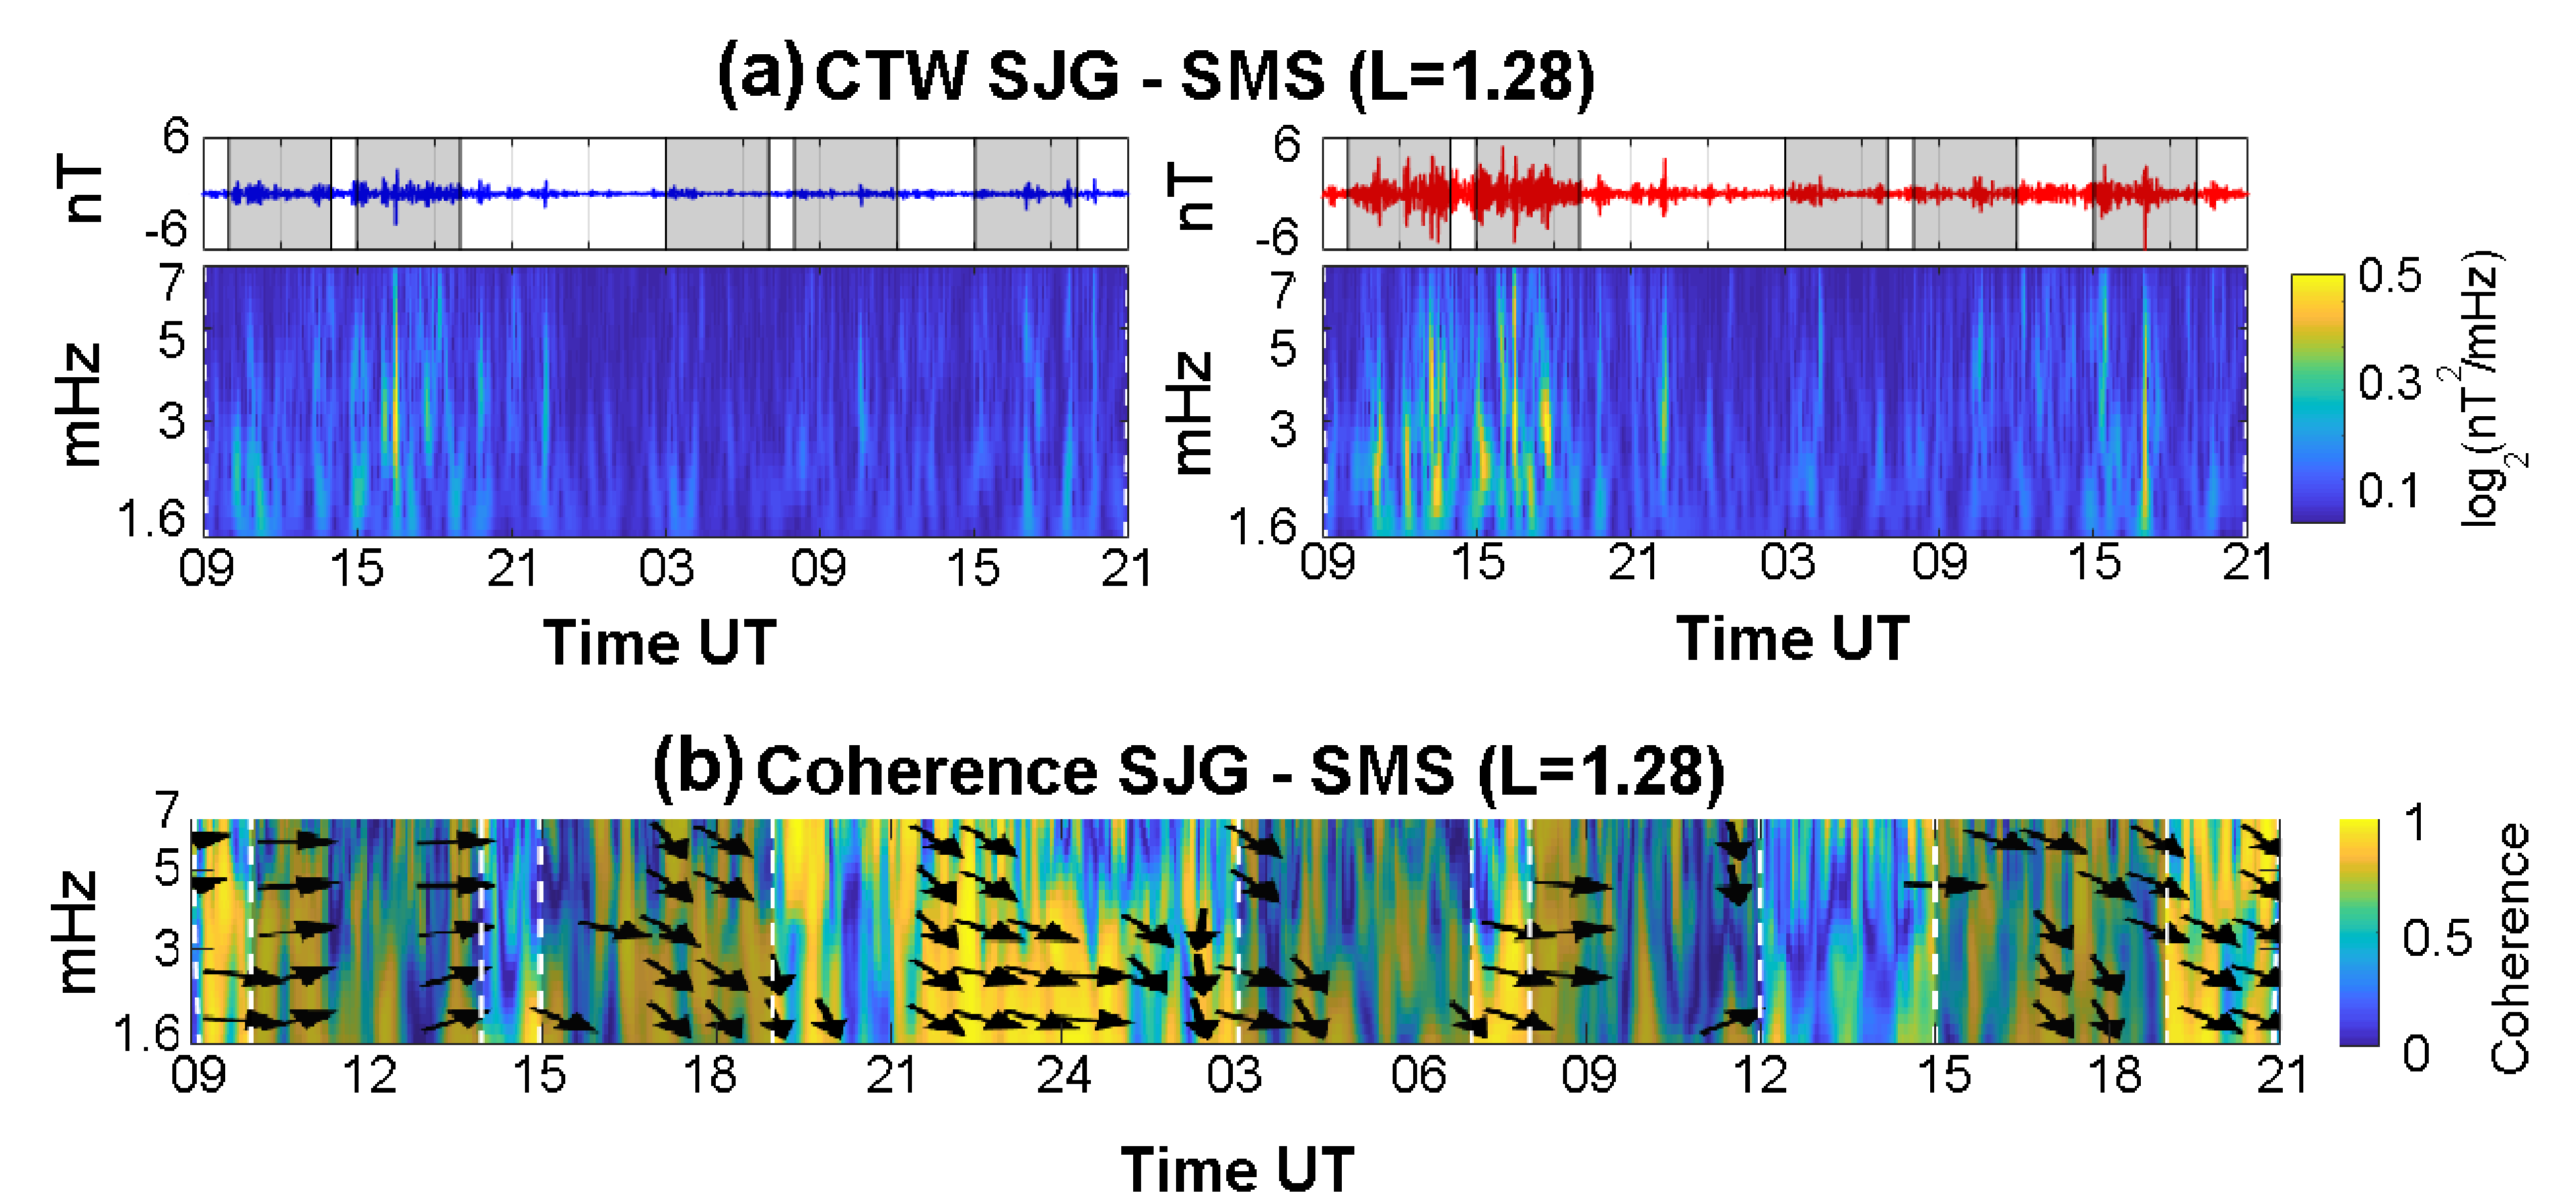 (a) CTW SJG - SMS (L=1.28)
6
nT
-6
7
5
mHz
3
1.6
09 15 21 03 09 15 21
Time UT
6
nT
-6
7
5
mHz
3
1.6
09 15 21 03 09 15 21
Time UT
0.5
0.3
0.1
log2(nT2/mHz)
(b) Coherence SJG - SMS (L=1.28)
7
5
mHz
3
1.6
09 12 15 18 21 24 03 06 09 12 15 18 21
Time UT
1
0.5
0
Coherence